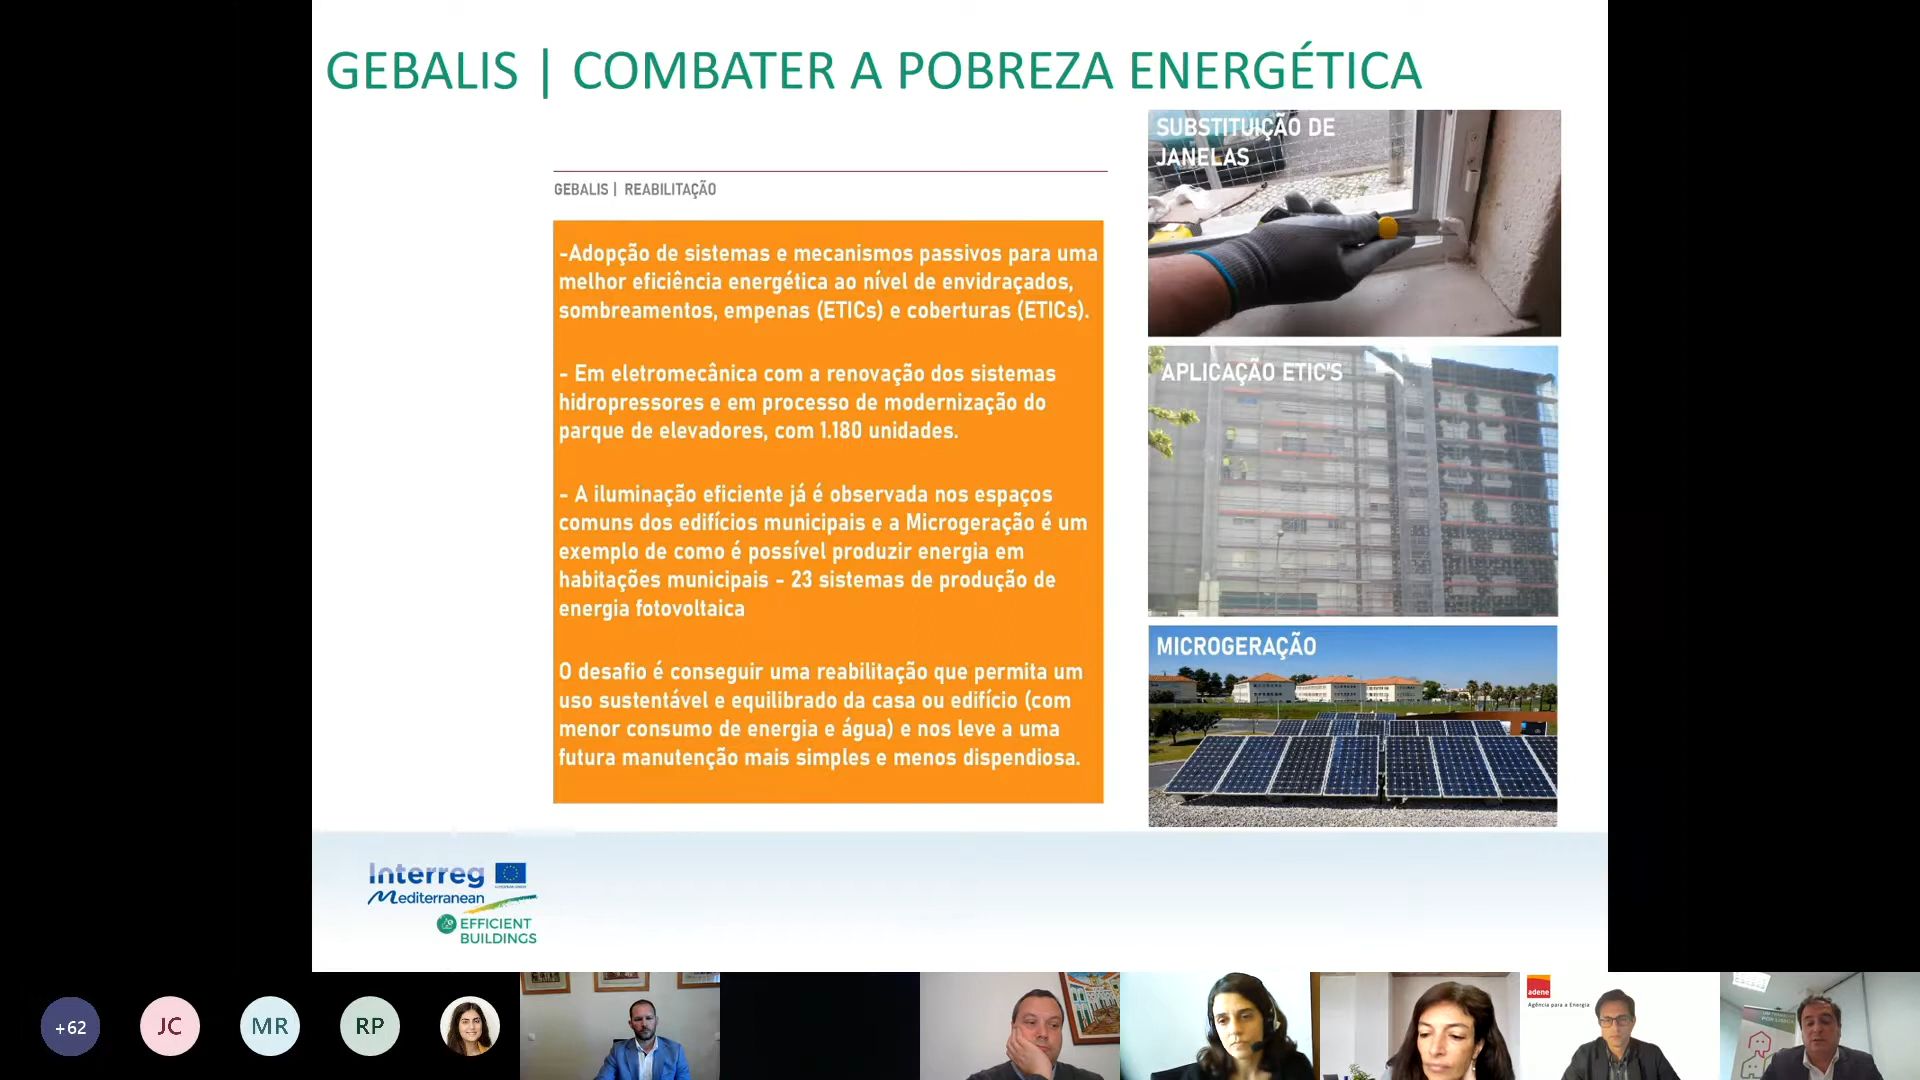 GEBALIS | COMBATER A POBREZA ENERGÉTICA
GEBALIS | REABILITAÇÃO
-Adopção de sistemas e mecanismos passivos para uma
melhor eficiência energética ao nível de envidraçados,
sombreamentos, empenas (ETICs) e coberturas (ETICs).
- Em eletromecânica com a renovação dos sistemas
hidropressores e em processo de modernização do
parque de elevadores, com 1.180 unidades.
- A iluminação eficiente já é observada nos espaços
comuns dos edifícios municipais e a Microgeração é um
exemplo de como é possível produzir energia em
habitações municipais - 23 sistemas de produção de
energia fotovoltaica
O desafio é conseguir uma reabilitação que permita um
uso sustentável e equilibrado da casa ou edifício (com
menor consumo de energia e água) e nos leve a uma
futura manutenção mais simples e menos dispendiosa.
SUBSTITUIÇÃO DE
JANELAS
APLICAÇÃO ETIC'S
MICROGERAÇÃO
Interreg
Mediterranean
EFFICIENT
BUILDINGS
+62
JC
MR
RP
adene
Agência para a Energia
POR LISBOA